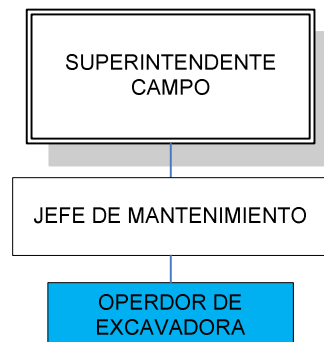 SUPERINTENDENTE
CAMPO
JEFE DE MANTENIMIENTO
OPERDOR DE
EXCAVADORA